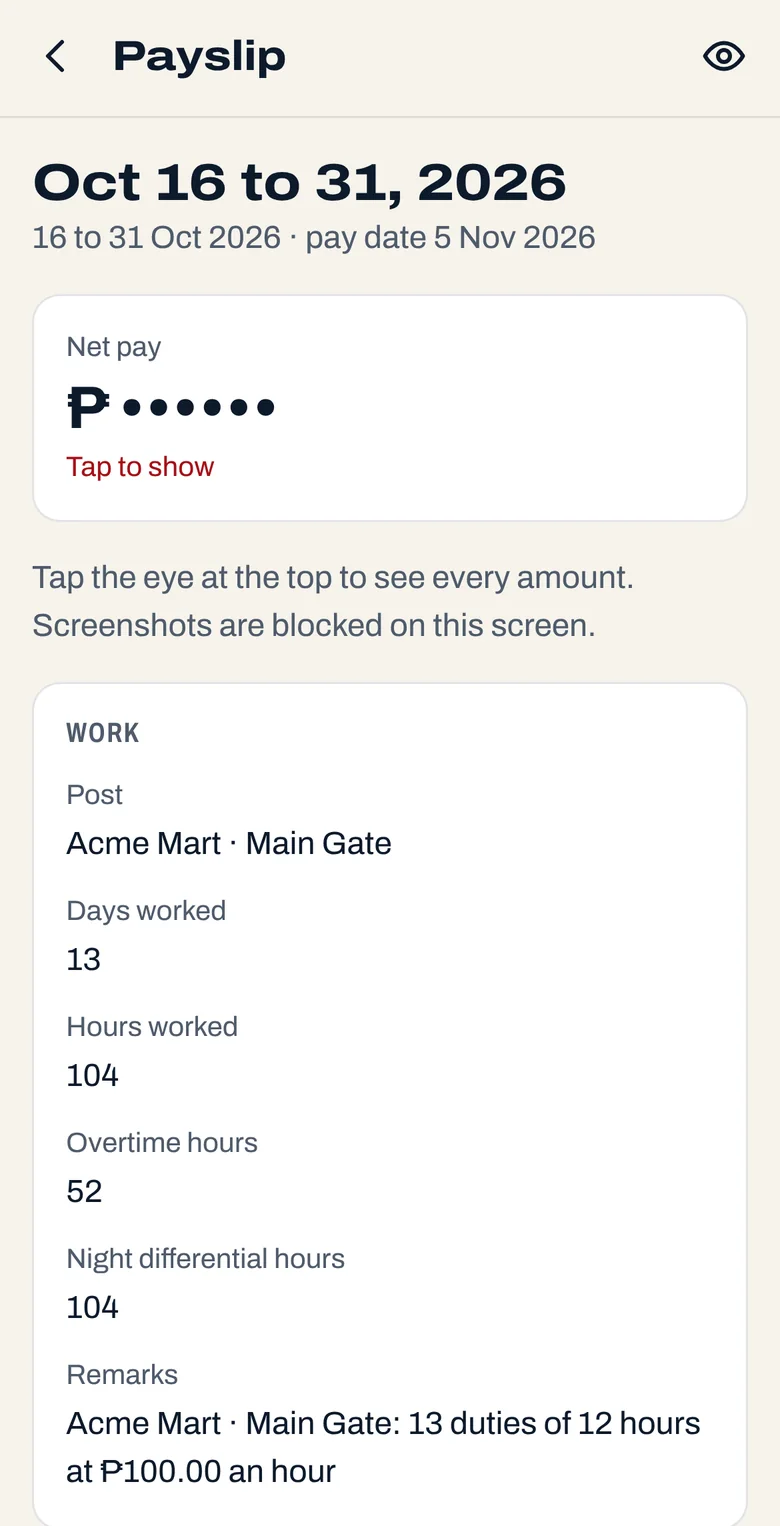 Payslip
Oct 16 to 31, 2026
16 to 31 Oct 2026 · pay date 5 Nov 2026
Net pay
₱ ••••••
Tap to show
Tap the eye at the top to see every amount.
Screenshots are blocked on this screen.
WORK
Post
Acme Mart · Main Gate
Days worked
13
Hours worked
104
Overtime hours
52
Night differential hours
104
Remarks
Acme Mart · Main Gate: 13 duties of 12 hours
at ₱100.00 an hour